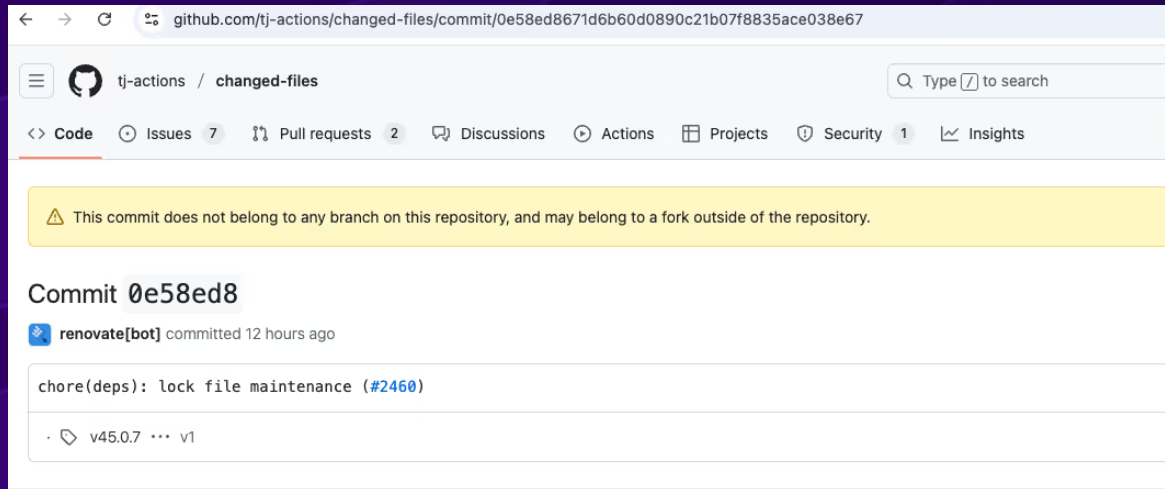 github.com/tj-actions/changed-files/commit/0e58ed8671d6b60d0890c21b07f8835ace038e67
tj-actions / changed-files
Type / to search
Code Issues 7 Pull requests 2 Discussions Actions Projects Security 1 Insights
This commit does not belong to any branch on this repository, and may belong to a fork outside of the repository.
Commit 0e58ed8
renovate[bot] committed 12 hours ago
chore(deps): lock file maintenance (#2460)
· v45.0.7 ··· v1